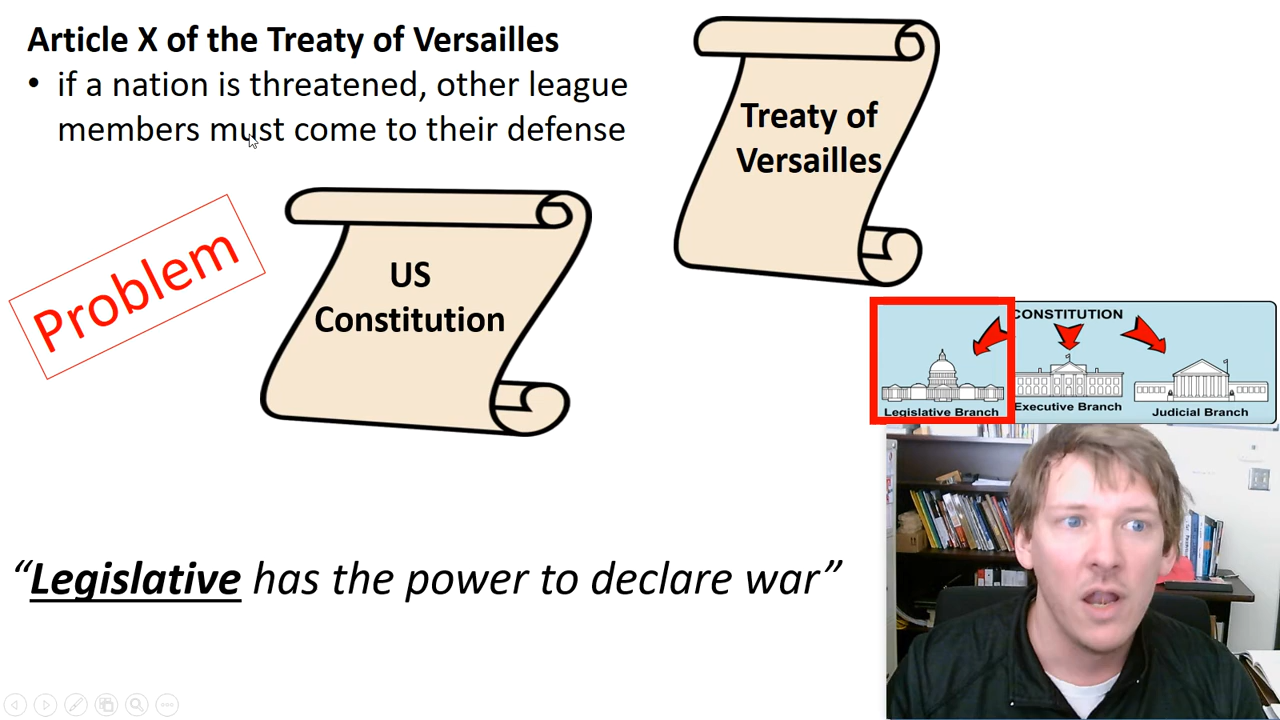 Article X of the Treaty of Versailles
• if a nation is threatened, other league
members must come to their defense
Treaty of
Versailles
Problem
US
Constitution
CONSTITUTION
Legislative Branch
Executive Branch
Judicial Branch
“Legislative has the power to declare war”